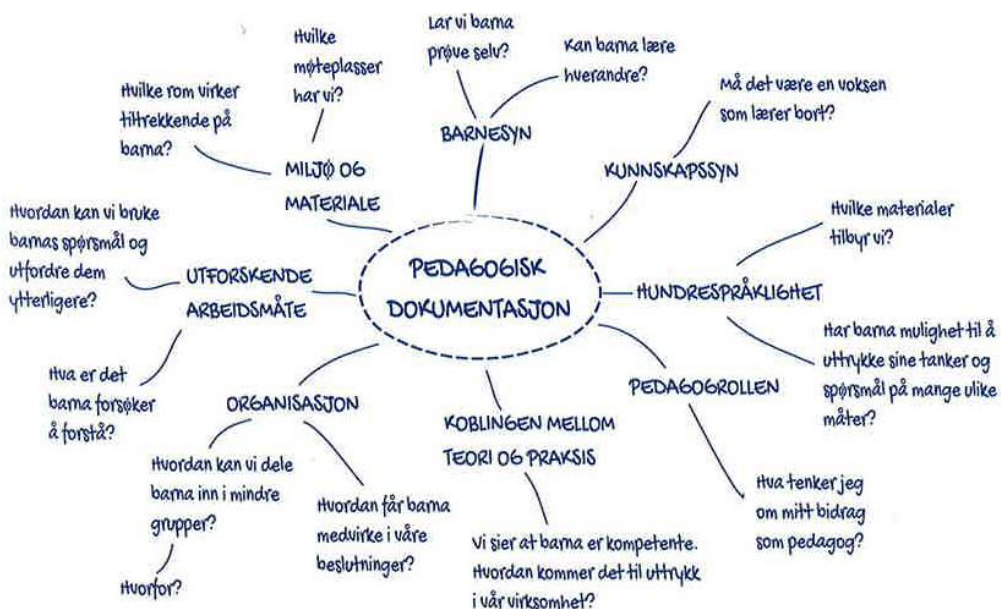 PEDAGOGISK
DOKUMENTASJON
BARNESYN
Lar vi barna
prøve selv?
Kan barna lære
hverandre?
KUNNSKAPSSYN
Må det være en voksen
som lærer bort?
HUNDRESPRÅKLIGHET
Hvilke materialer
tilbyr vi?
Har barna mulighet til å
uttrykke sine tanker og
spørsmål på mange ulike
måter?
PEDAGOGROLLEN
Hva tenker jeg
om mitt bidrag
som pedagog?
KOBLINGEN MELLOM
TEORI OG PRAKSIS
Vi sier at barna er kompetente.
Hvordan kommer det til uttrykk
i vår virksomhet?
ORGANISASJON
Hvordan får barna
medvirke i våre
beslutninger?
Hvordan kan vi dele
barna inn i mindre
grupper?
Hvorfor?
UTFORSKENDE
ARBEIDSMÅTE
Hva er det
barna forsøker
å forstå?
Hvordan kan vi bruke
barnas spørsmål og
utfordre dem
ytterligere?
MILJØ OG
MATERIALE
Hvilke rom virker
tiltrekkende på
barna?
Hvilke
møteplasser
har vi?